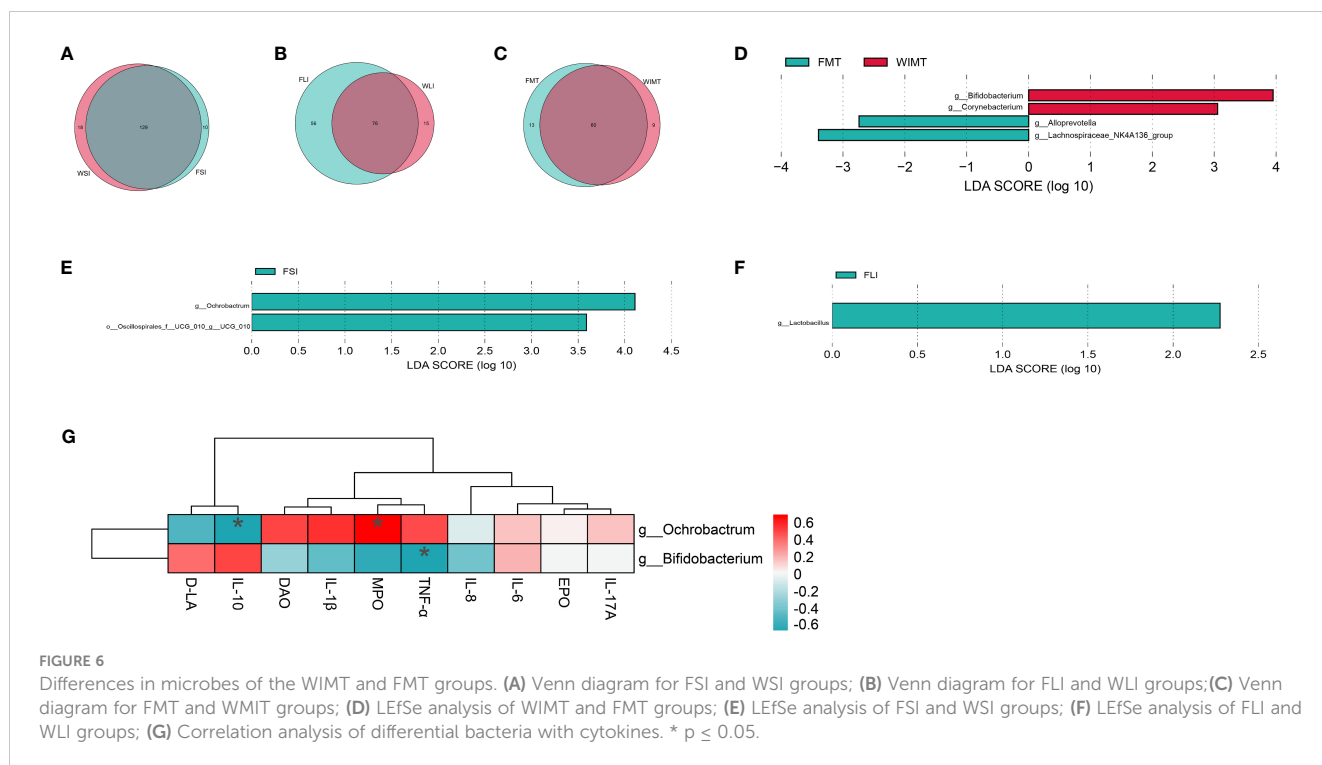 A
18
129
10
WSI
FSI
B
FLI
WLI
56
76
15
C
FMT
WIMT
13
80
9
D
FMT
WIMT
g__Bifidobacterium
g__Corynebacterium
g__Alloprevotella
g__Lachnospiraceae_NK4A136_group
−4 −3 −2 −1 0 1 2 3 4
LDA SCORE (log 10)
E
FSI
g__Ochrobactrum
o__Oscillospirales_f__UCG_010_g__UCG_010
0.0 0.5 1.0 1.5 2.0 2.5 3.0 3.5 4.0 4.5
LDA SCORE (log 10)
F
FLI
g__Lactobacillus
0.0 0.5 1.0 1.5 2.0 2.5
LDA SCORE (log 10)
G
* *
g__Ochrobactrum
*
g__Bifidobacterium
D-LA IL-10 DAO IL-1β MPO TNF-α IL-8 IL-6 EPO IL-17A
0.6
0.4
0.2
0
-0.2
-0.4
-0.6
FIGURE 6
Differences in microbes of the WIMT and FMT groups. (A) Venn diagram for FSI and WSI groups; (B) Venn diagram for FLI and WLI groups;(C) Venn
diagram for FMT and WMIT groups; (D) LEfSe analysis of WIMT and FMT groups; (E) LEfSe analysis of FSI and WSI groups; (F) LEfSe analysis of FLI and
WLI groups; (G) Correlation analysis of differential bacteria with cytokines. * p ≤ 0.05.